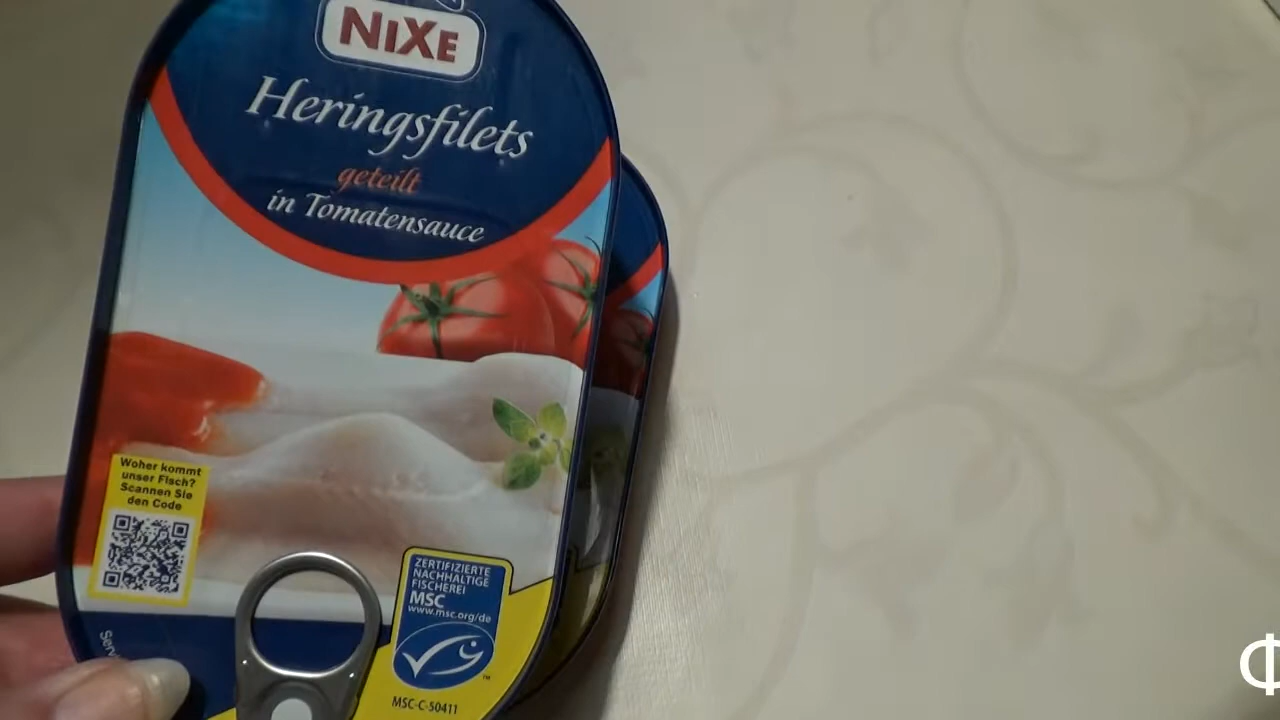 NIXE
Heringsfilets
geteilt
in Tomatensauce
Woher kommt
unser Fisch?
Scannen Sie
den Code
ZERTIFIZIERTE
NACHHALTIGE
FISCHEREI
MSC
www.msc.org/de
TM
MSC-C-50411
Ф